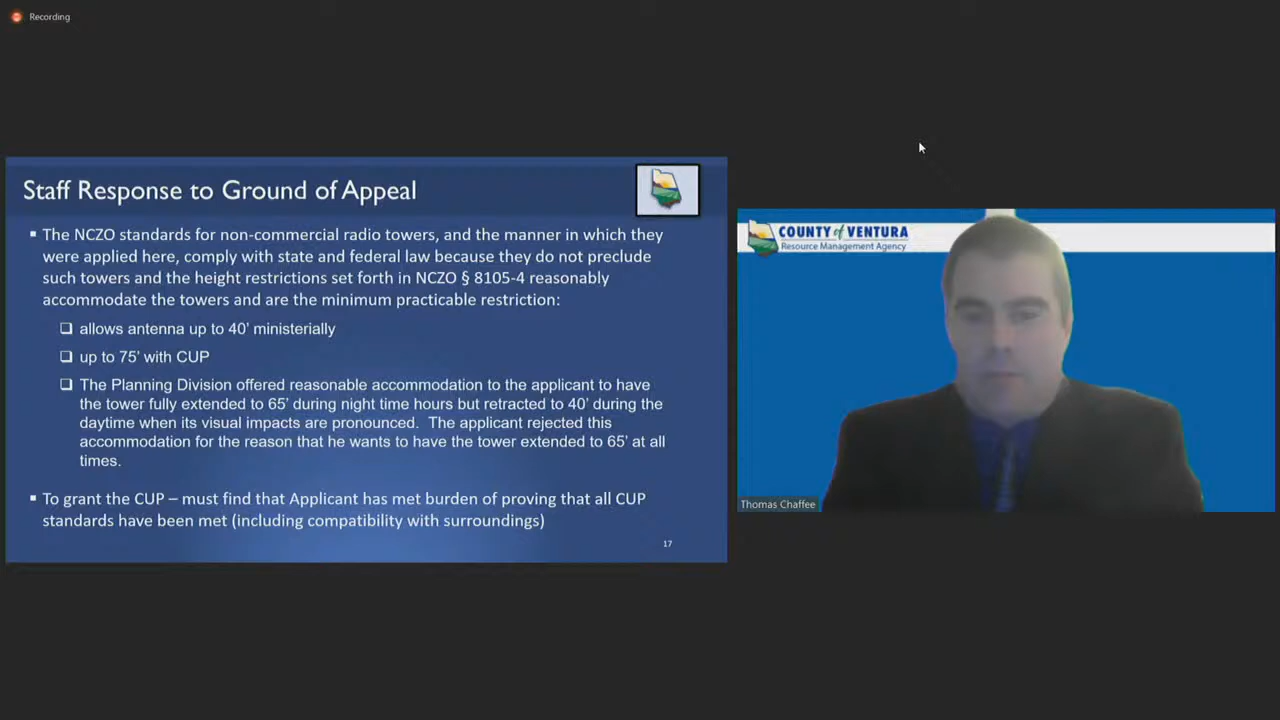 Recording
Staff Response to Ground of Appeal
▪ The NCZO standards for non-commercial radio towers, and the manner in which they
were applied here, comply with state and federal law because they do not preclude
such towers and the height restrictions set forth in NCZO § 8105-4 reasonably
accommodate the towers and are the minimum practicable restriction:
❑ allows antenna up to 40' ministerially
❑ up to 75' with CUP
❑ The Planning Division offered reasonable accommodation to the applicant to have
the tower fully extended to 65' during night time hours but retracted to 40' during the
daytime when its visual impacts are pronounced.  The applicant rejected this
accommodation for the reason that he wants to have the tower extended to 65' at all
times.
▪ To grant the CUP – must find that Applicant has met burden of proving that all CUP
standards have been met (including compatibility with surroundings)
17
COUNTY of VENTURA
Resource Management Agency
Thomas Chaffee